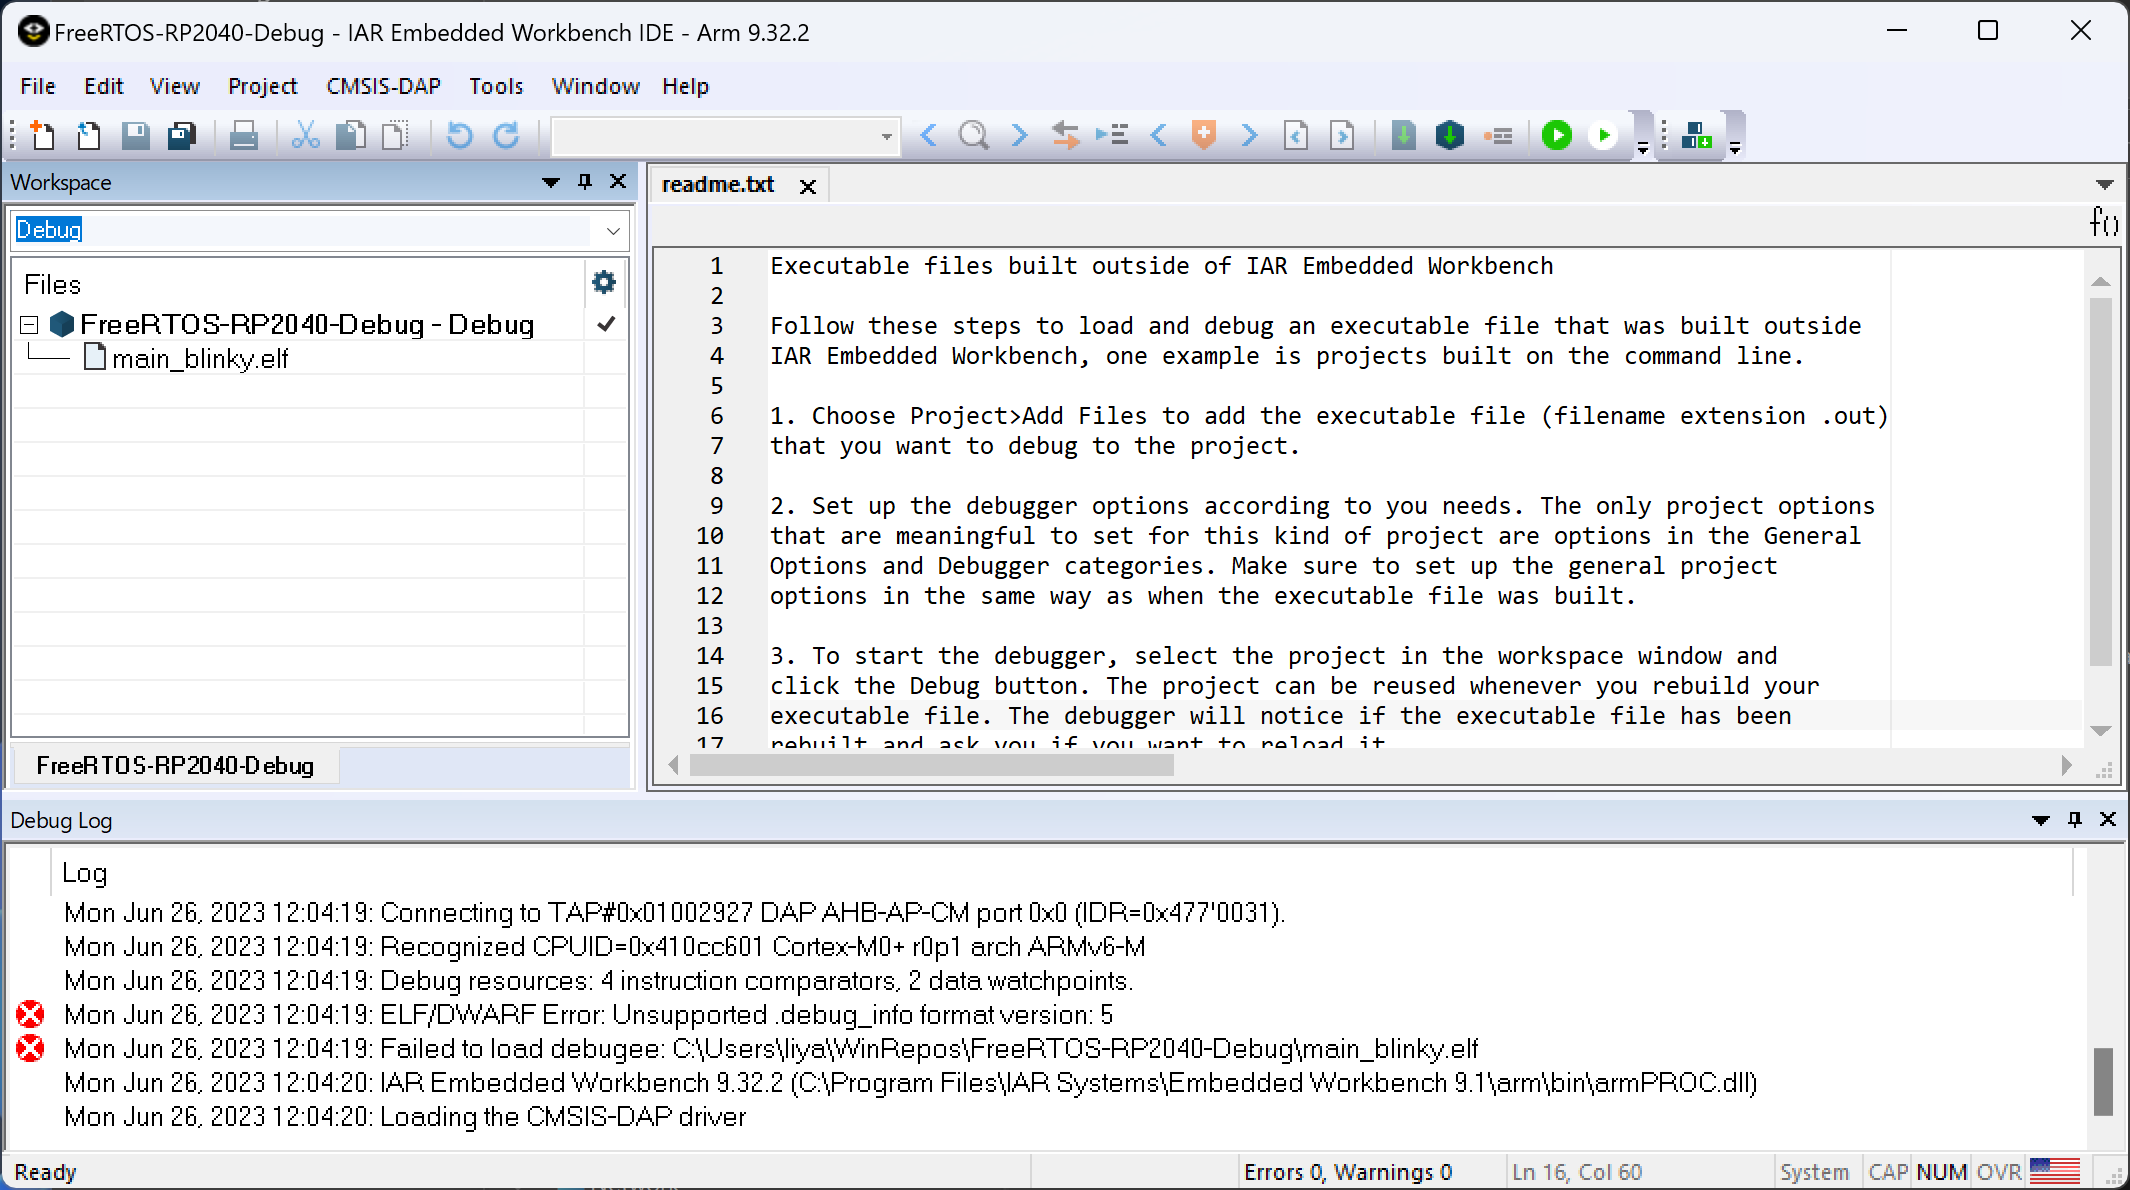 FreeRTOS-RP2040-Debug - IAR Embedded Workbench IDE - Arm 9.32.2
File Edit View Project CMSIS-DAP Tools Window Help
Workspace
Debug
Files
FreeRTOS-RP2040-Debug - Debug
main_blinky.elf
FreeRTOS-RP2040-Debug
readme.txt
f()
1 Executable files built outside of IAR Embedded Workbench
2
3 Follow these steps to load and debug an executable file that was built outside
4 IAR Embedded Workbench, one example is projects built on the command line.
5
6 1. Choose Project>Add Files to add the executable file (filename extension .out)
7 that you want to debug to the project.
8
9 2. Set up the debugger options according to you needs. The only project options
10 that are meaningful to set for this kind of project are options in the General
11 Options and Debugger categories. Make sure to set up the general project
12 options in the same way as when the executable file was built.
13
14 3. To start the debugger, select the project in the workspace window and
15 click the Debug button. The project can be reused whenever you rebuild your
16 executable file. The debugger will notice if the executable file has been
17 rebuilt and ask you if you want to reload it
Debug Log
Log
Mon Jun 26, 2023 12:04:19: Connecting to TAP#0x01002927 DAP AHB-AP-CM port 0x0 (IDR=0x477'0031).
Mon Jun 26, 2023 12:04:19: Recognized CPUID=0x410cc601 Cortex-M0+ r0p1 arch ARMv6-M
Mon Jun 26, 2023 12:04:19: Debug resources: 4 instruction comparators, 2 data watchpoints.
Mon Jun 26, 2023 12:04:19: ELF/DWARF Error: Unsupported .debug_info format version: 5
Mon Jun 26, 2023 12:04:19: Failed to load debugee: C:\Users\liya\WinRepos\FreeRTOS-RP2040-Debug\main_blinky.elf
Mon Jun 26, 2023 12:04:20: IAR Embedded Workbench 9.32.2 (C:\Program Files\IAR Systems\Embedded Workbench 9.1\arm\bin\armPROC.dll)
Mon Jun 26, 2023 12:04:20: Loading the CMSIS-DAP driver
Ready Errors 0, Warnings 0 Ln 16, Col 60 System CAP NUM OVR